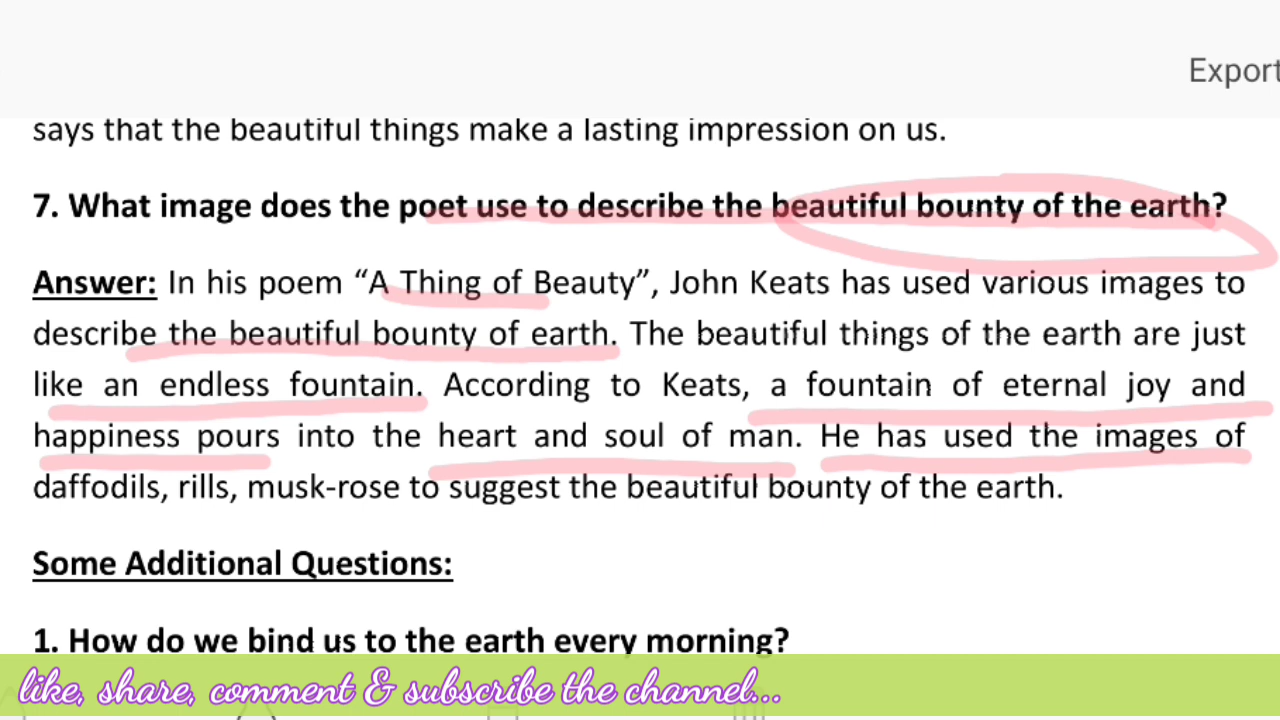 Export
says that the beautiful things make a lasting impression on us.
7. What image does the poet use to describe the beautiful bounty of the earth?
Answer: In his poem “A Thing of Beauty”, John Keats has used various images to
describe the beautiful bounty of earth. The beautiful things of the earth are just
like an endless fountain. According to Keats, a fountain of eternal joy and
happiness pours into the heart and soul of man. He has used the images of
daffodils, rills, musk-rose to suggest the beautiful bounty of the earth.
Some Additional Questions:
1. How do we bind us to the earth every morning?
like, share, comment & subscribe the channel...